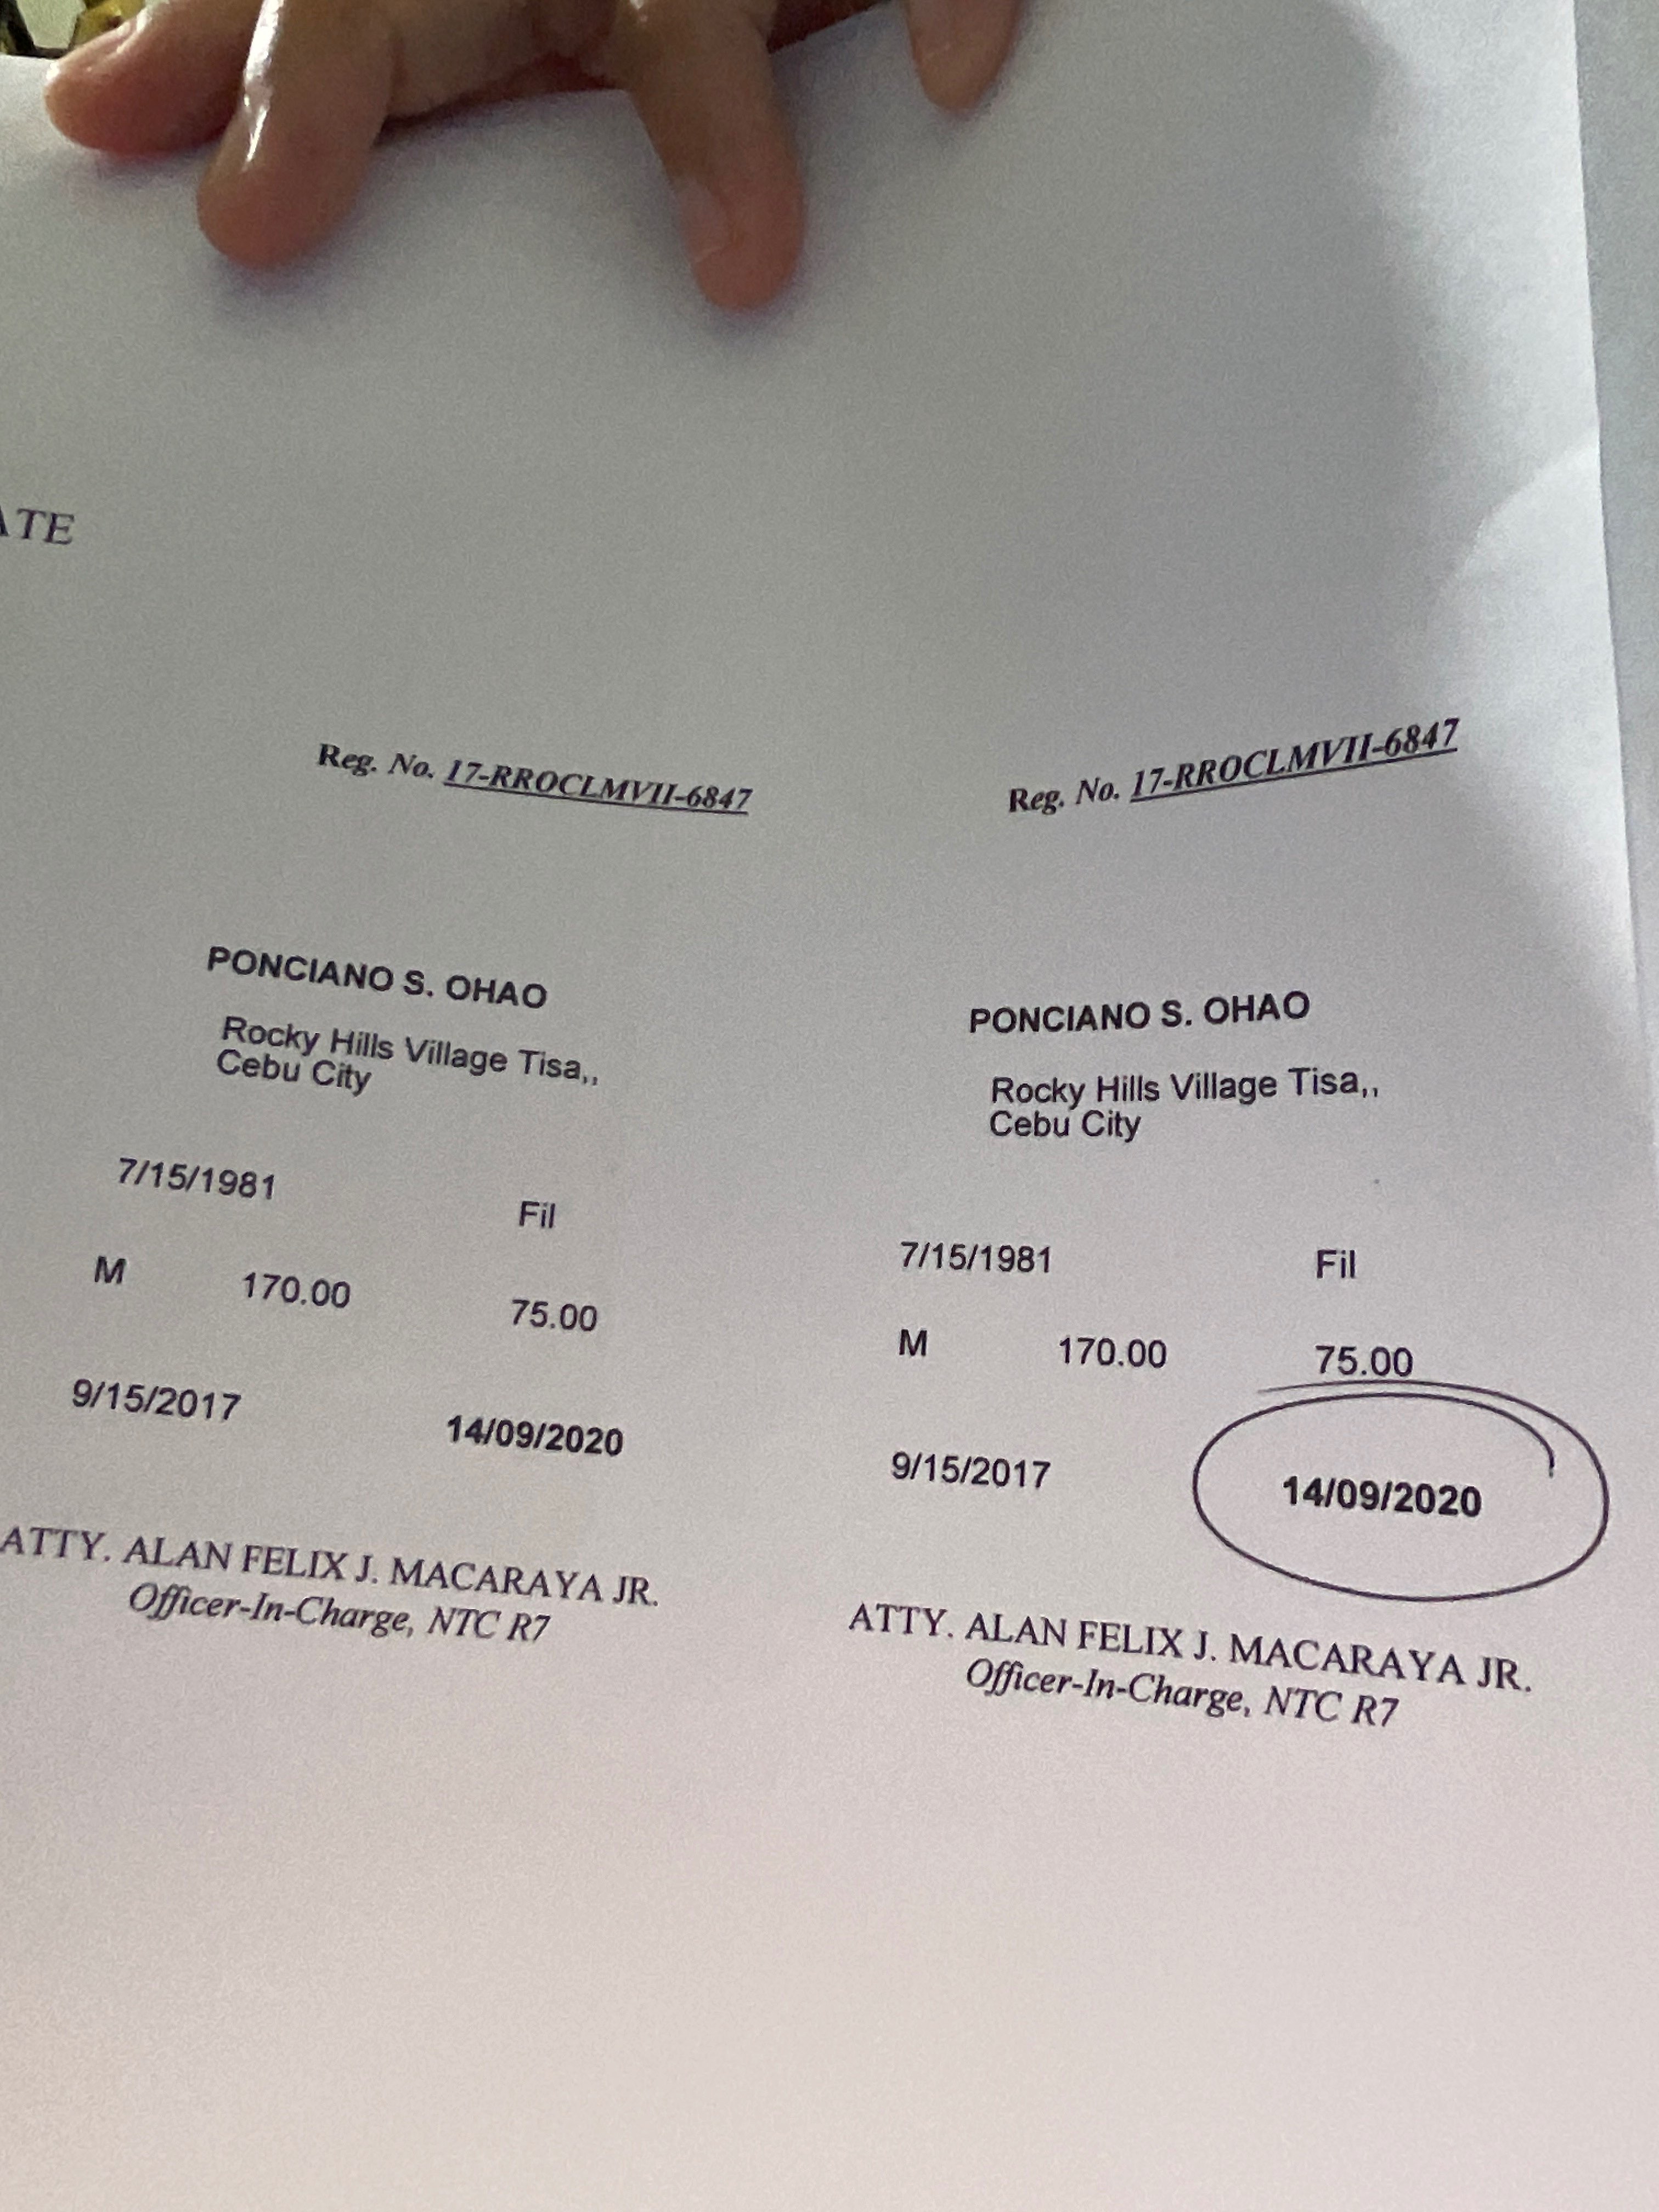 ATE
Reg. No. 17-RROCLMVII-6847
PONCIANO S. OHAO
Rocky Hills Village Tisa,,
Cebu City
7/15/1981 Fil
M 170.00 75.00
9/15/2017 14/09/2020
ATTY. ALAN FELIX J. MACARAYA JR.
Officer-In-Charge, NTC R7
Reg. No. 17-RROCLMVII-6847
PONCIANO S. OHAO
Rocky Hills Village Tisa,,
Cebu City
7/15/1981 Fil
M 170.00 75.00
9/15/2017 14/09/2020
ATTY. ALAN FELIX J. MACARAYA JR.
Officer-In-Charge, NTC R7